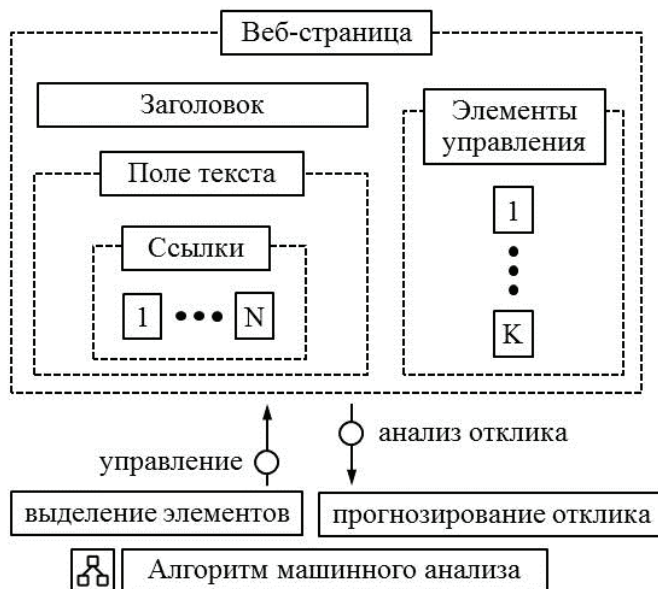 Веб-страница
Заголовок
Элементы
управления
Поле текста
Ссылки
1 ••• N
1
•
•
•
K
управление
анализ отклика
выделение элементов
прогнозирование отклика
Алгоритм машинного анализа